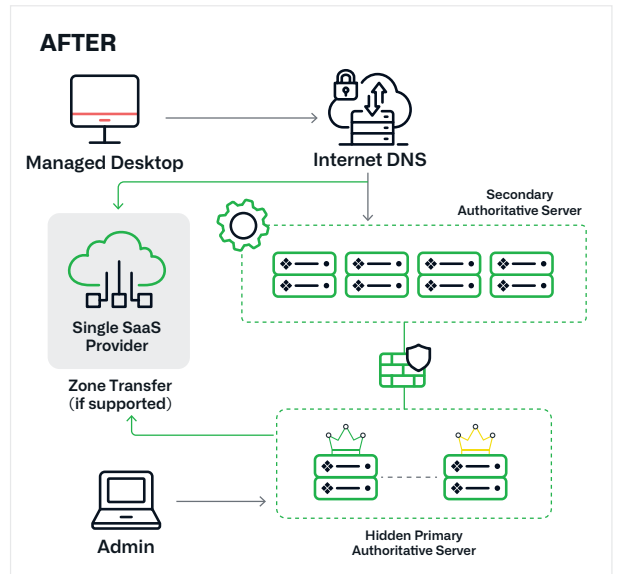 AFTER
Managed Desktop
Internet DNS
Secondary
Authoritative Server
Single SaaS
Provider
Zone Transfer
(if supported)
Admin
Hidden Primary
Authoritative Server